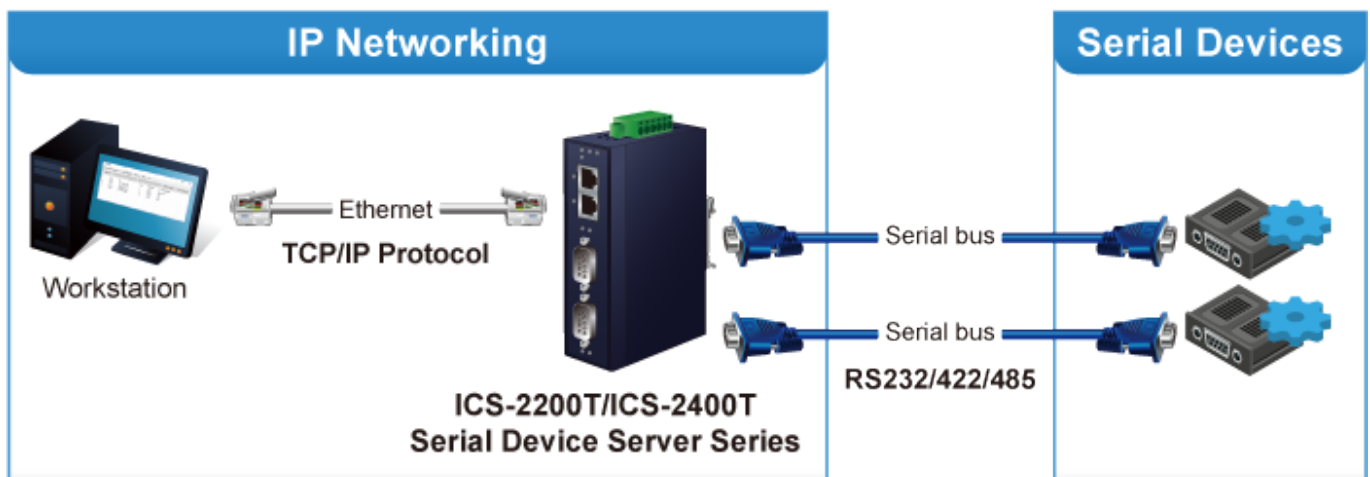 IP Networking
Serial Devices
Ethernet
TCP/IP Protocol
Workstation
Serial bus
Serial bus
RS232/422/485
ICS-2200T/ICS-2400T
Serial Device Server Series